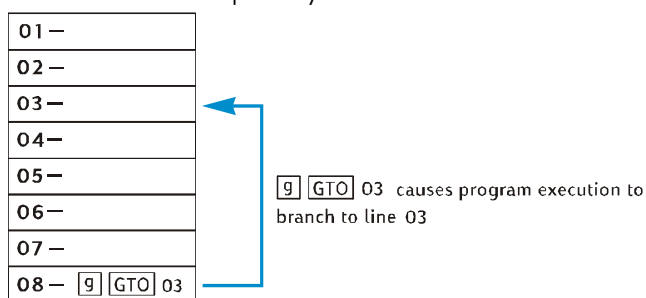 01–
02–
03–
04–
05–
g GTO 03 causes program execution to
branch to line 03
06–
07–
08– g GTO 03